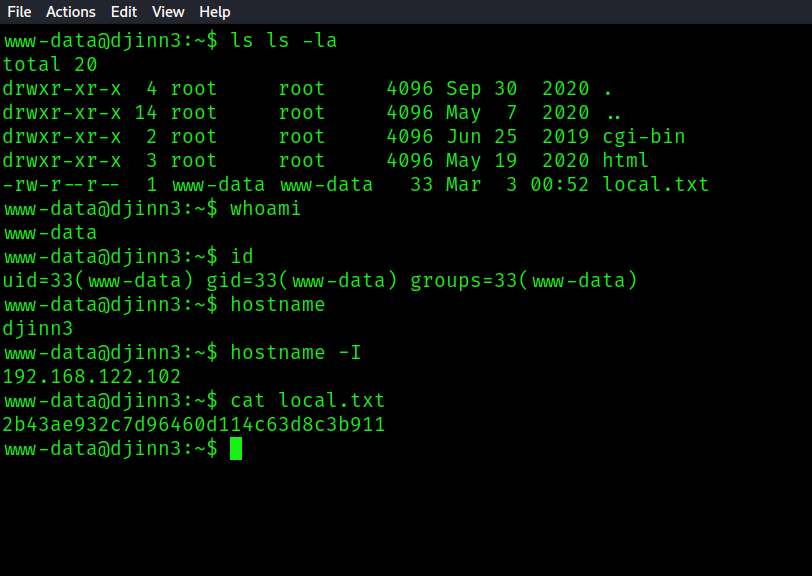 File Actions Edit View Help
www-data@djinn3:~$ ls ls -la
total 20
drwxr-xr-x  4 root     root     4096 Sep 30  2020 .
drwxr-xr-x 14 root     root     4096 May  7  2020 ..
drwxr-xr-x  2 root     root     4096 Jun 25  2019 cgi-bin
drwxr-xr-x  3 root     root     4096 May 19  2020 html
-rw-r--r--  1 www-data www-data   33 Mar  3 00:52 local.txt
www-data@djinn3:~$ whoami
www-data
www-data@djinn3:~$ id
uid=33(www-data) gid=33(www-data) groups=33(www-data)
www-data@djinn3:~$ hostname
djinn3
www-data@djinn3:~$ hostname -I
192.168.122.102
www-data@djinn3:~$ cat local.txt
2b43ae932c7d96460d114c63d8c3b911
www-data@djinn3:~$